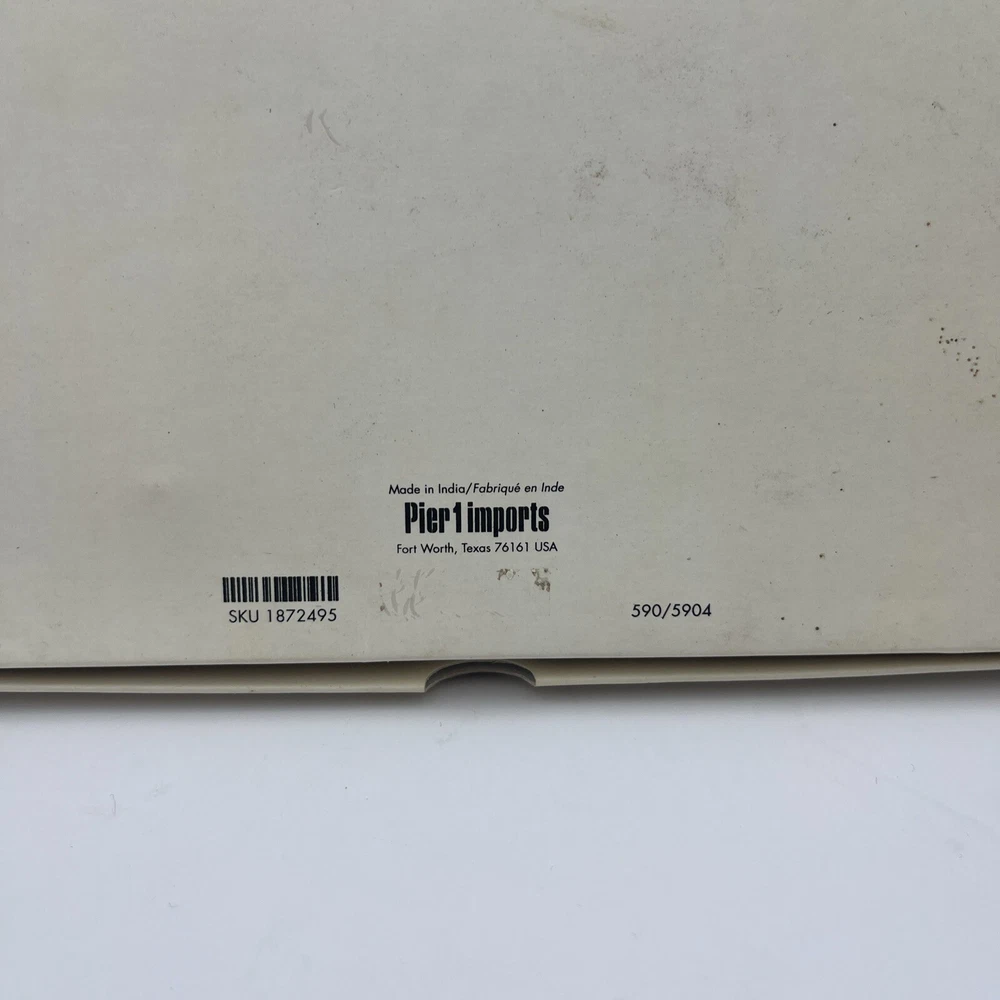 Made in India/Fabriqué en Inde
Pier 1 imports
Fort Worth, Texas 76161 USA
SKU 1872495
590/5904